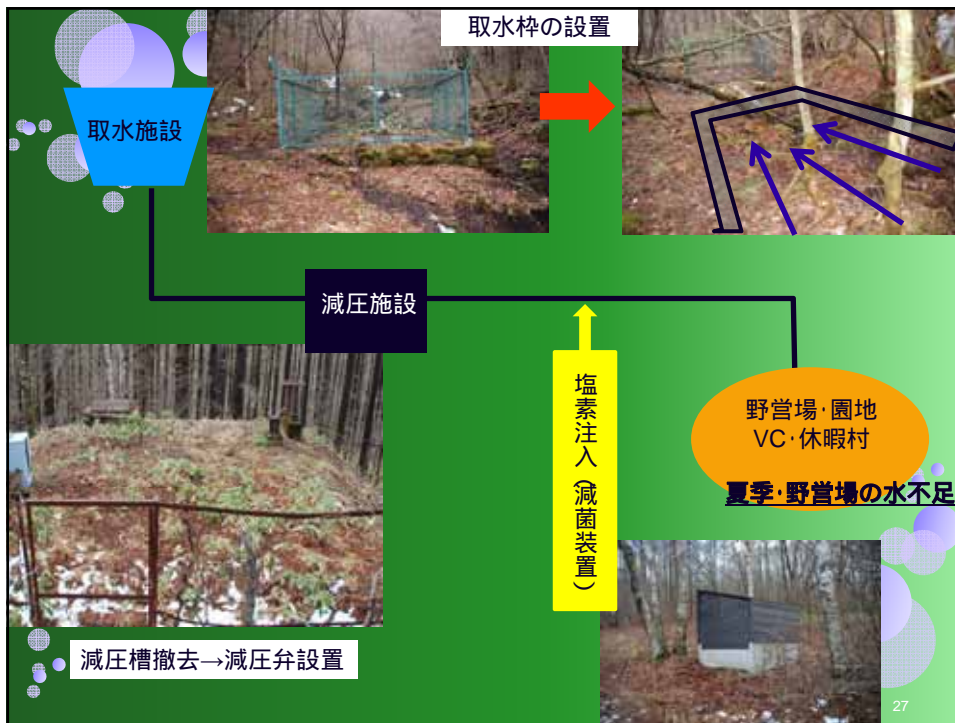 取水枠の設置
取水施設
減圧施設
塩素注入(減菌装置)
野営場・園地
VC・休暇村
夏季・野営場の水不足
減圧槽撤去→減圧弁設置
27